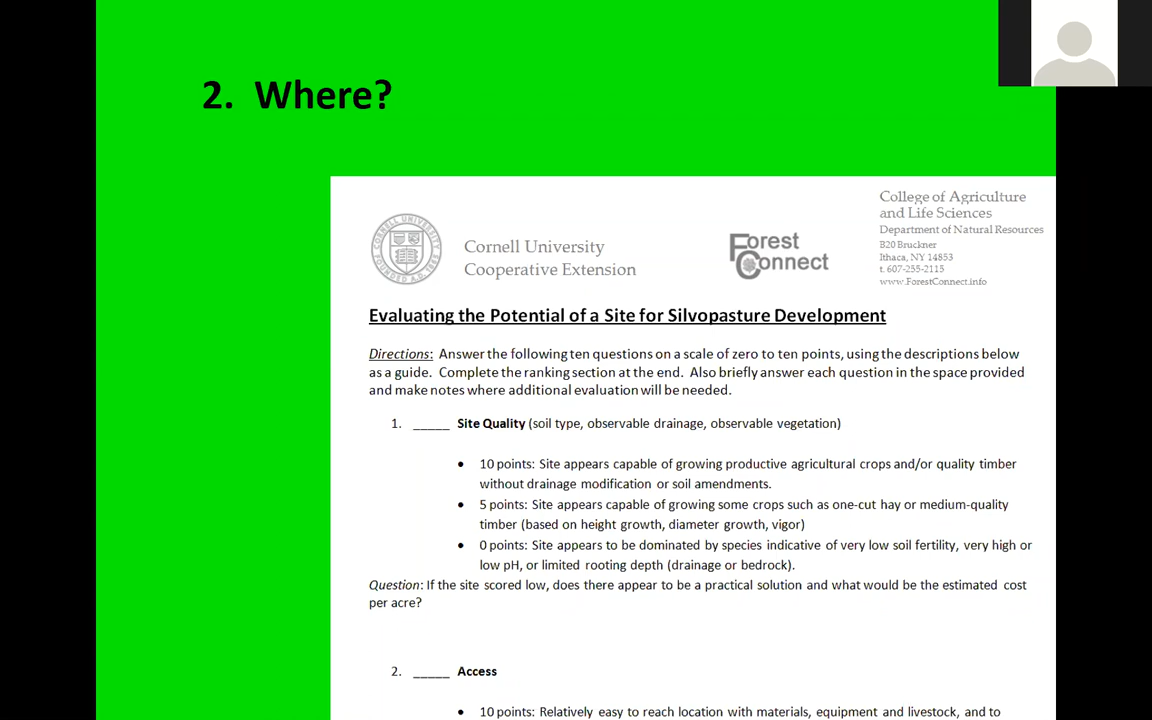 2. Where?
College of Agriculture
and Life Sciences
Department of Natural Resources
B20 Bruckner
Ithaca, NY 14853
t. 607-255-2115
www.ForestConnect.info
Cornell University
Cooperative Extension
Forest
Connect
Evaluating the Potential of a Site for Silvopasture Development
Directions: Answer the following ten questions on a scale of zero to ten points, using the descriptions below
as a guide. Complete the ranking section at the end. Also briefly answer each question in the space provided
and make notes where additional evaluation will be needed.
1. _____ Site Quality (soil type, observable drainage, observable vegetation)
• 10 points: Site appears capable of growing productive agricultural crops and/or quality timber
without drainage modification or soil amendments.
• 5 points: Site appears capable of growing some crops such as one-cut hay or medium-quality
timber (based on height growth, diameter growth, vigor)
• 0 points: Site appears to be dominated by species indicative of very low soil fertility, very high or
low pH, or limited rooting depth (drainage or bedrock).
Question: If the site scored low, does there appear to be a practical solution and what would be the estimated cost
per acre?
2. _____ Access
• 10 points: Relatively easy to reach location with materials, equipment and livestock, and to